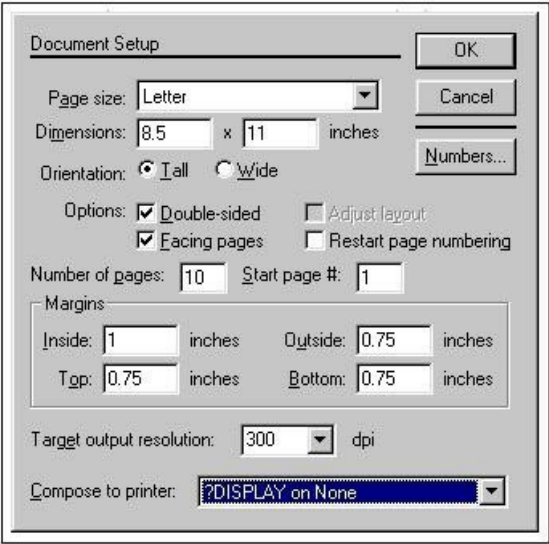 Document Setup
OK
Page size: Letter
Cancel
Dimensions: 8.5 x 11 inches
Numbers...
Orientation: Tall Wide
Options: Double-sided Adjust layout
Facing pages Restart page numbering
Number of pages: 10 Start page #: 1
Margins
Inside: 1 inches Outside: 0.75 inches
Top: 0.75 inches Bottom: 0.75 inches
Target output resolution: 300 dpi
Compose to printer: ?DISPLAY on None